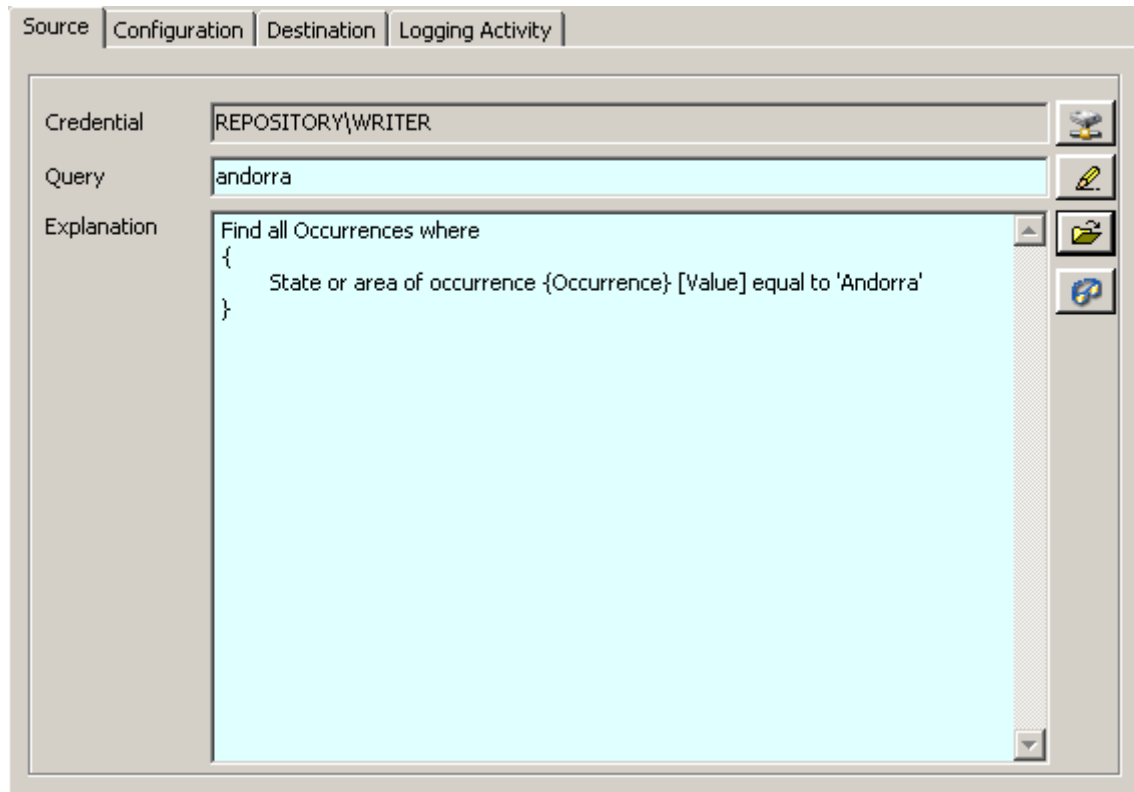 Source Configuration Destination Logging Activity
Credential REPOSITORY\WRITER
Query andorra
Explanation Find all Occurrences where
{
State or area of occurrence {Occurrence} [Value] equal to 'Andorra'
}